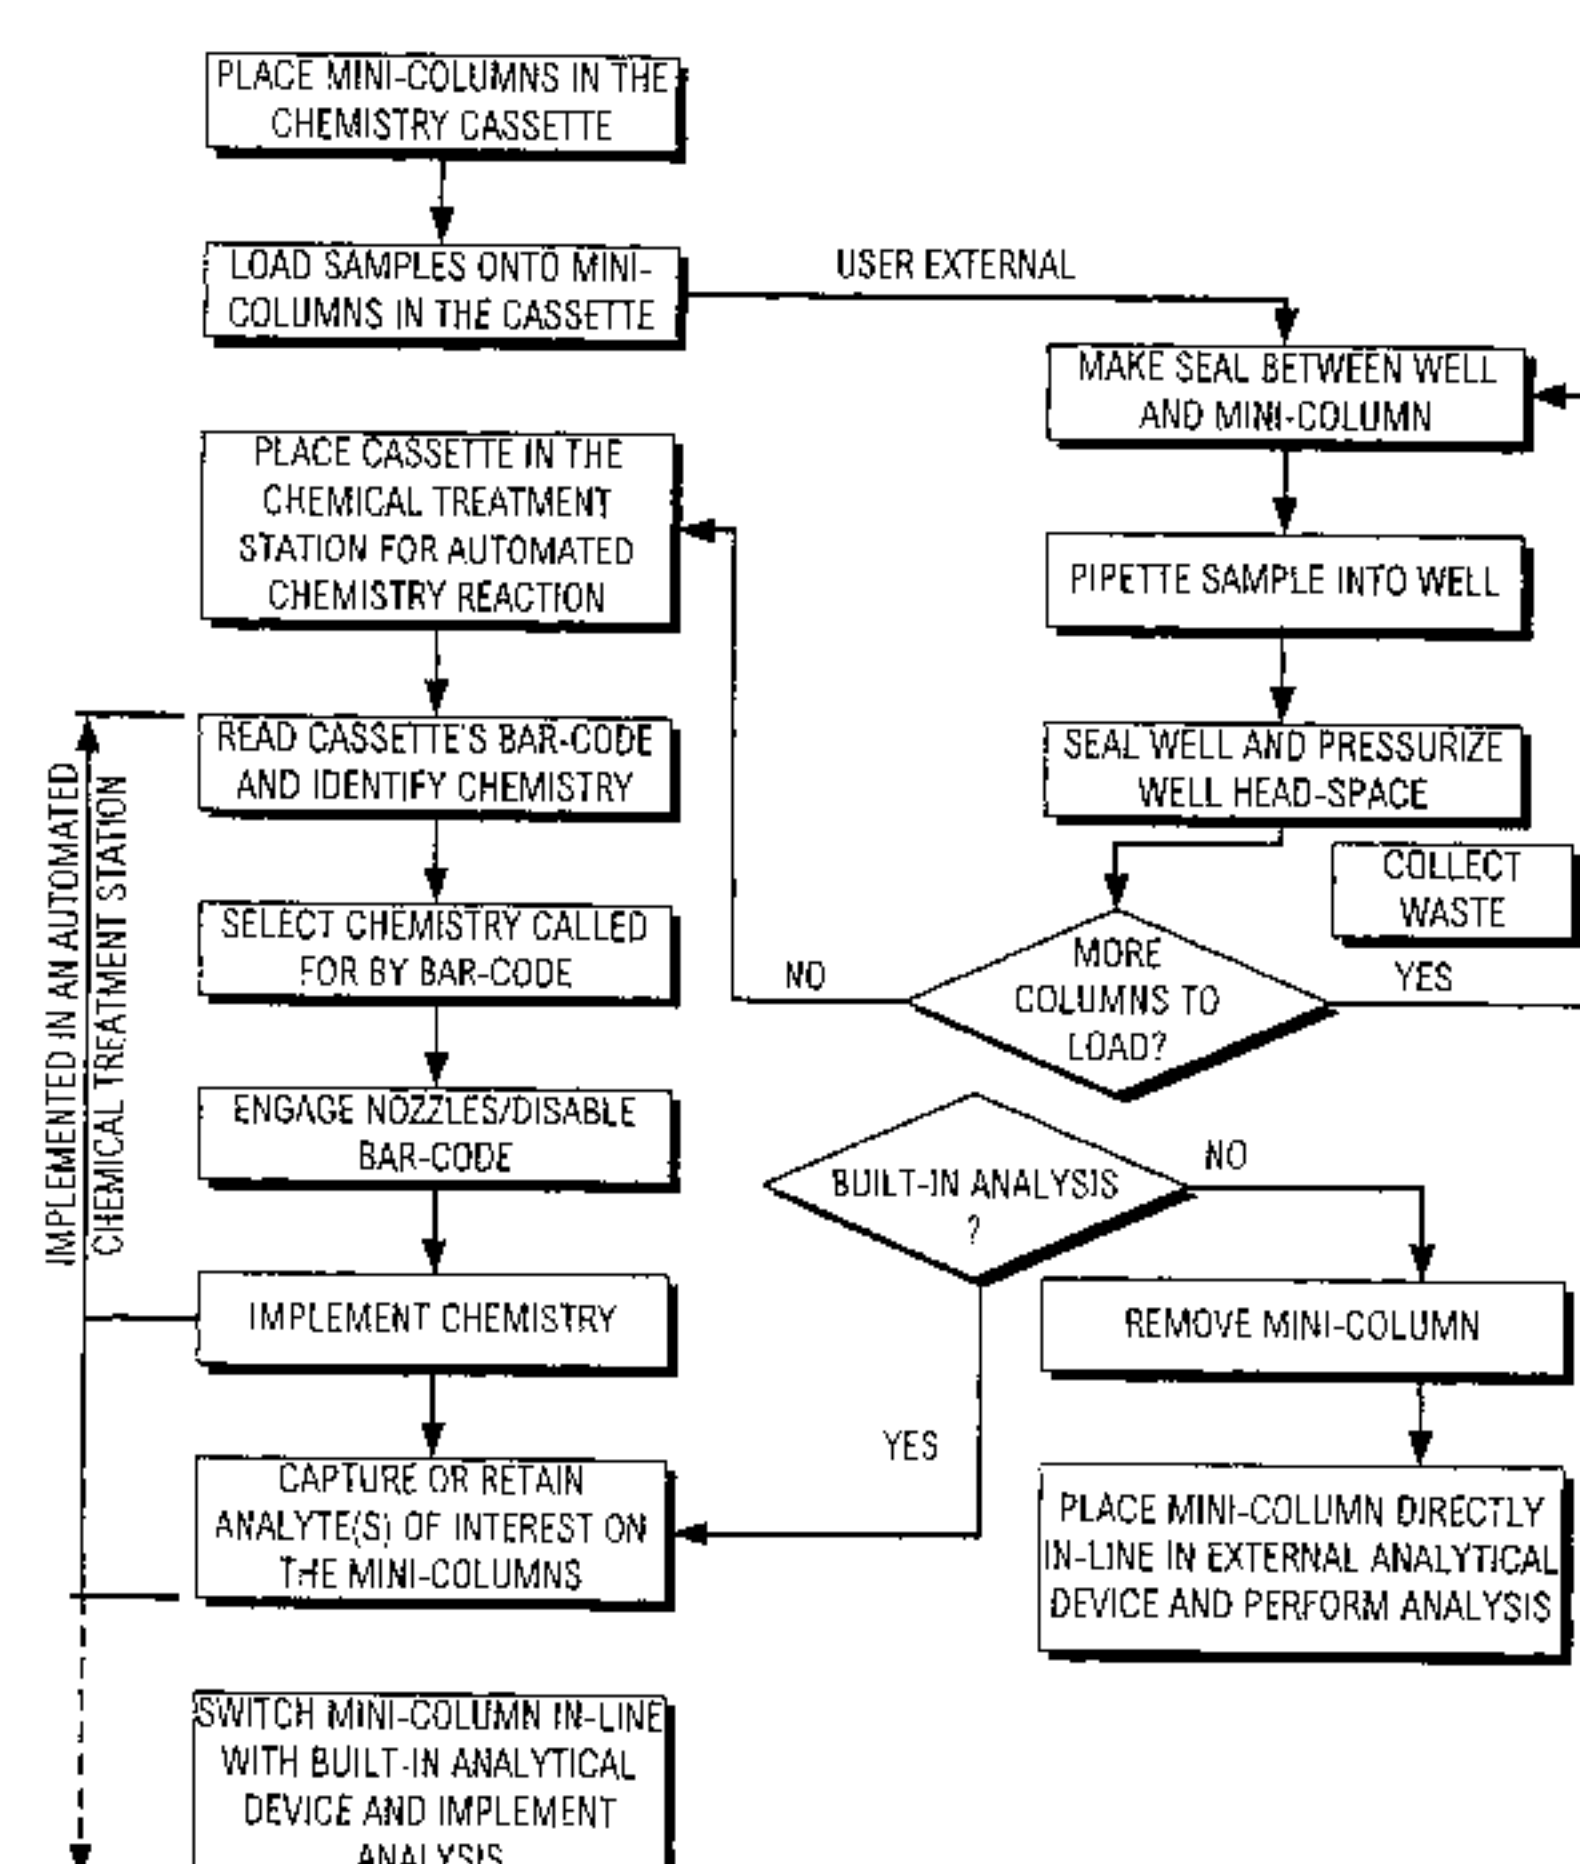 PLACE MINI-COLUMNS IN THE
CHEMISTRY CASSETTE
LOAD SAMPLES ONTO MINI-
COLUMNS IN THE CASSETTE
USER EXTERNAL
MAKE SEAL BETWEEN WELL
AND MINI-COLUMN
PIPETTE SAMPLE INTO WELL
SEAL WELL AND PRESSURIZE
WELL HEAD-SPACE
COLLECT
WASTE
MORE
COLUMNS TO
LOAD?
NO
YES
PLACE CASSETTE IN THE
CHEMICAL TREATMENT
STATION FOR AUTOMATED
CHEMISTRY REACTION
READ CASSETTE'S BAR-CODE
AND IDENTIFY CHEMISTRY
SELECT CHEMISTRY CALLED
FOR BY BAR-CODE
ENGAGE NOZZLES/DISABLE
BAR-CODE
IMPLEMENT CHEMISTRY
CAPTURE OR RETAIN
ANALYTE(S) OF INTEREST ON
THE MINI-COLUMNS
IMPLEMENTED IN AN AUTOMATED
CHEMICAL TREATMENT STATION
BUILT-IN ANALYSIS
?
NO
YES
REMOVE MINI-COLUMN
PLACE MINI-COLUMN DIRECTLY
IN-LINE IN EXTERNAL ANALYTICAL
DEVICE AND PERFORM ANALYSIS
SWITCH MINI-COLUMN IN-LINE
WITH BUILT-IN ANALYTICAL
DEVICE AND IMPLEMENT
ANALYSIS